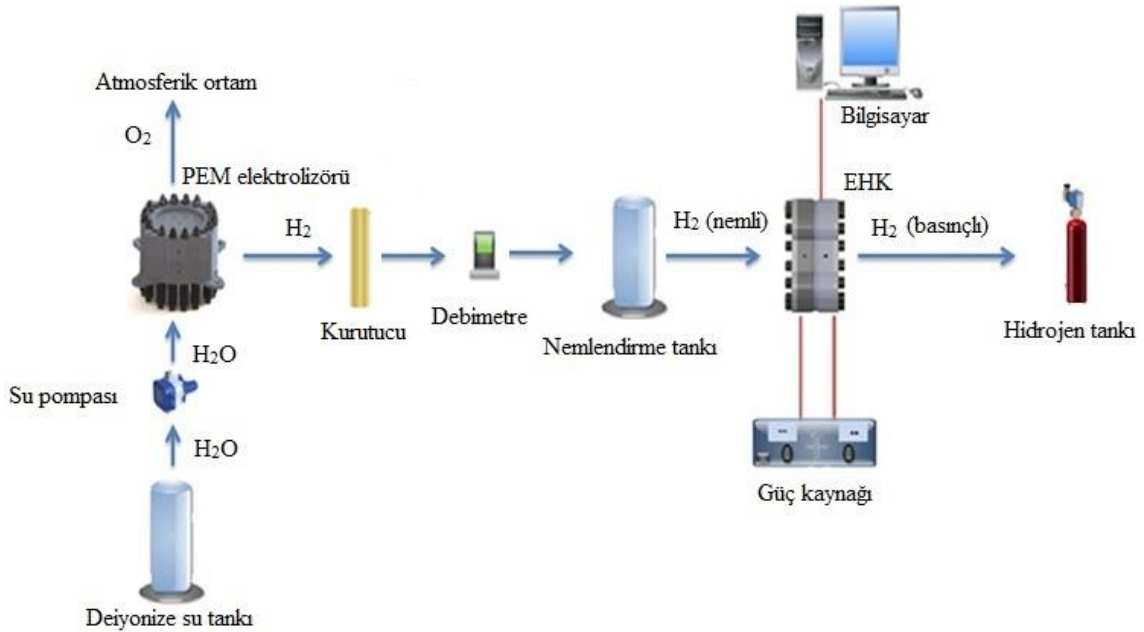 Atmosferik ortam
O₂
PEM elektrolizörü
H₂
Kurutucu
Debimetre
Nemlendirme tankı
H₂ (nemli)
EHK
Bilgisayar
H₂ (basınçlı)
Hidrojen tankı
Güç kaynağı
H₂O
Su pompası
H₂O
Deiyonize su tankı